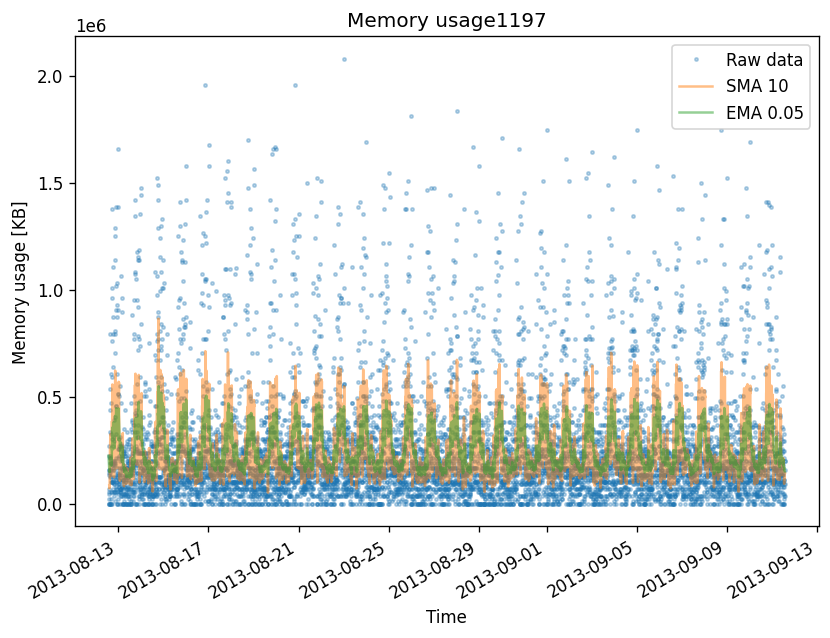 Memory usage1197
1e6
Raw data
SMA 10
EMA 0.05
2.0
1.5
1.0
0.5
0.0
Memory usage [KB]
2013-08-13
2013-08-17
2013-08-21
2013-08-25
2013-08-29
2013-09-01
2013-09-05
2013-09-09
2013-09-13
Time